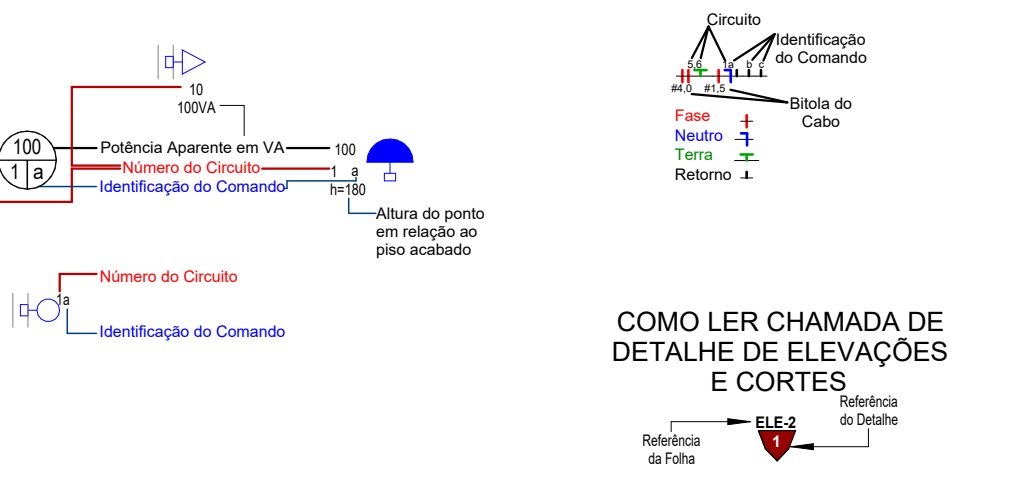 10
100VA
100
1 a
Potência Aparente em VA
100
Número do Circuito
1 a
Identificação do Comando
h=180
Altura do ponto
em relação ao
piso acabado
Número do Circuito
1a
Identificação do Comando
Circuito
Identificação
do Comando
5,6 1a b c
#4,0 #1,5
Bitola do
Cabo
Fase
Neutro
Terra
Retorno
COMO LER CHAMADA DE
DETALHE DE ELEVAÇÕES
E CORTES
Referência
do Detalhe
ELE-2
1
Referência
da Folha